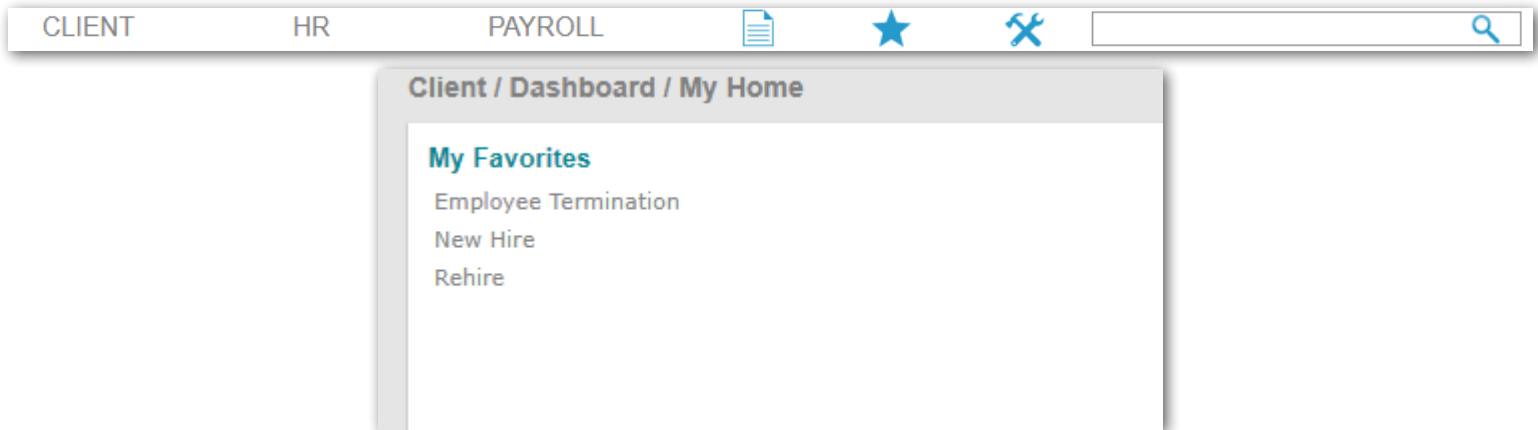 CLIENT HR PAYROLL
Client / Dashboard / My Home
My Favorites
Employee Termination
New Hire
Rehire